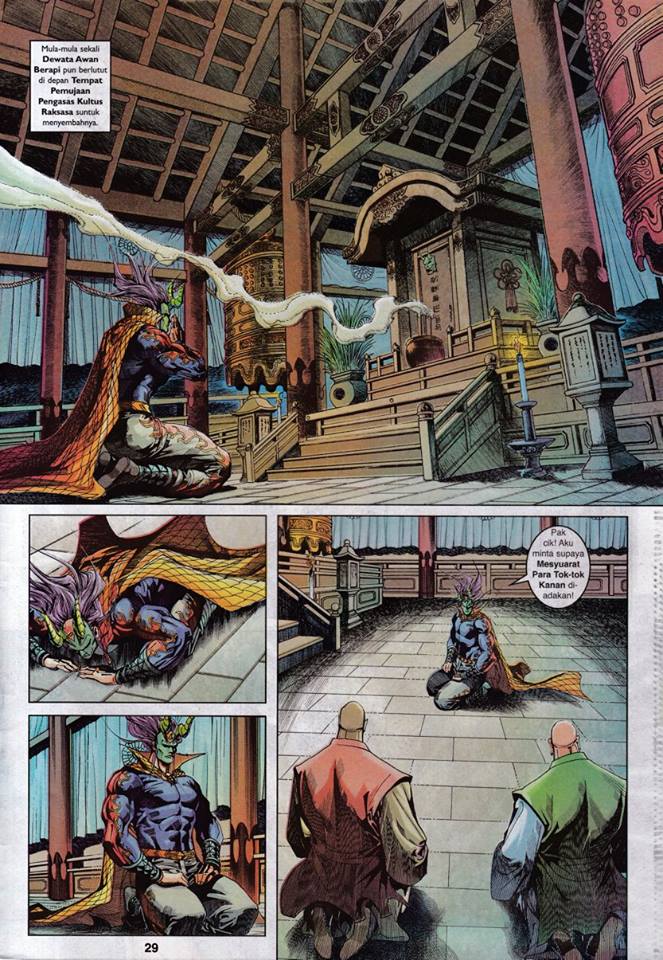 Mula-mula sekali
Dewata Awan
Berapi pun berlutut
di depan Tempat
Pemujaan
Pengasas Kultus
Raksasa suntuk
menyembahnya.
Pak
cik! Aku
minta supaya
Mesyuarat
Para Tok-tok
Kanan di-
adakan!
29